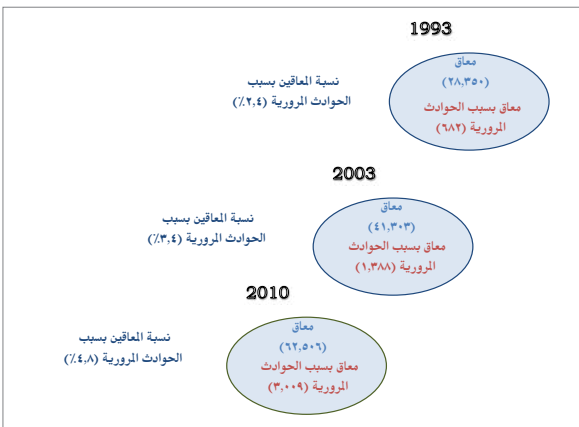 1993
معاق
(٢٨,٣٥٠)
معاق بسبب الحوادث
المرورية (٦٨٢)
نسبة المعاقين بسبب
الحوادث المرورية (٢,٤٪)
2003
معاق
(٤١,٣٠٣)
معاق بسبب الحوادث
المرورية (١,٣٨٨)
نسبة المعاقين بسبب
الحوادث المرورية (٣,٤٪)
2010
معاق
(٦٢,٥٠٦)
معاق بسبب الحوادث
المرورية (٣,٠٠٩)
نسبة المعاقين بسبب
الحوادث المرورية (٤,٨٪)